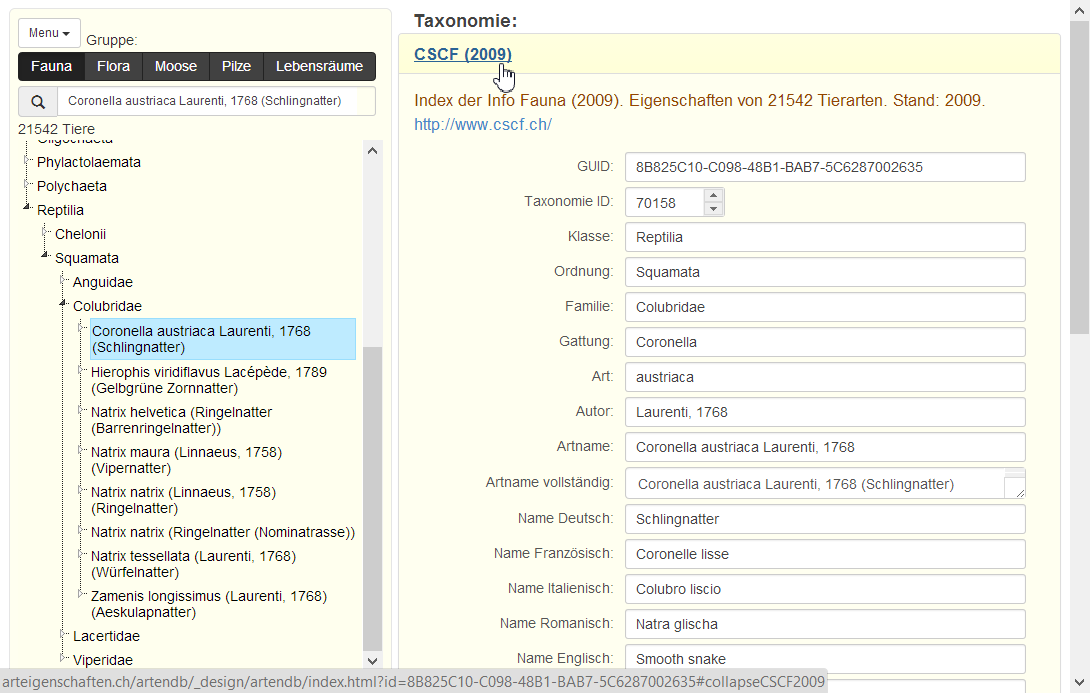 Menu
Gruppe:
Fauna Flora Moose Pilze Lebensräume
Coronella austriaca Laurenti, 1768 (Schlingnatter)
21542 Tiere
Oligochaeta
Phylactolaemata
Polychaeta
Reptilia
Chelonii
Squamata
Anguidae
Colubridae
Coronella austriaca Laurenti, 1768
(Schlingnatter)
Hierophis viridiflavus Lacépède, 1789
(Gelbgrüne Zornnatter)
Natrix helvetica (Ringelnatter
(Barrenringelnatter))
Natrix maura (Linnaeus, 1758)
(Vipernatter)
Natrix natrix (Linnaeus, 1758)
(Ringelnatter)
Natrix natrix (Ringelnatter (Nominatrasse))
Natrix tessellata (Laurenti, 1768)
(Würfelnatter)
Zamenis longissimus (Laurenti, 1768)
(Aeskulapnatter)
Lacertidae
Viperidae
Taxonomie:
CSCF (2009)
Index der Info Fauna (2009). Eigenschaften von 21542 Tierarten. Stand: 2009.
http://www.cscf.ch/
GUID: 8B825C10-C098-48B1-BAB7-5C6287002635
Taxonomie ID: 70158
Klasse: Reptilia
Ordnung: Squamata
Familie: Colubridae
Gattung: Coronella
Art: austriaca
Autor: Laurenti, 1768
Artname: Coronella austriaca Laurenti, 1768
Artname vollständig: Coronella austriaca Laurenti, 1768 (Schlingnatter)
Name Deutsch: Schlingnatter
Name Französisch: Coronelle lisse
Name Italienisch: Colubro liscio
Name Romanisch: Natra glischa
Name Englisch: Smooth snake
arteigenschaften.ch/artendb/_design/artendb/index.html?id=8B825C10-C098-48B1-BAB7-5C6287002635#collapseCSCF2009